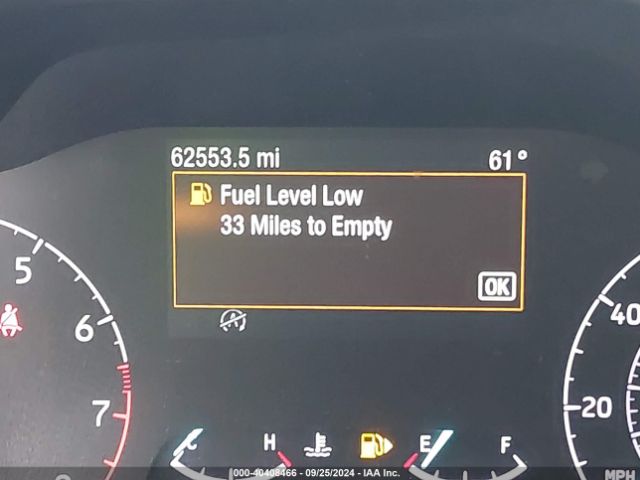 62553.5 mi 61°
Fuel Level Low
33 Miles to Empty
OK
5
6
7
40
20
C H E F
MPH
000-40408466 - 09/25/2024 - IAA Inc.